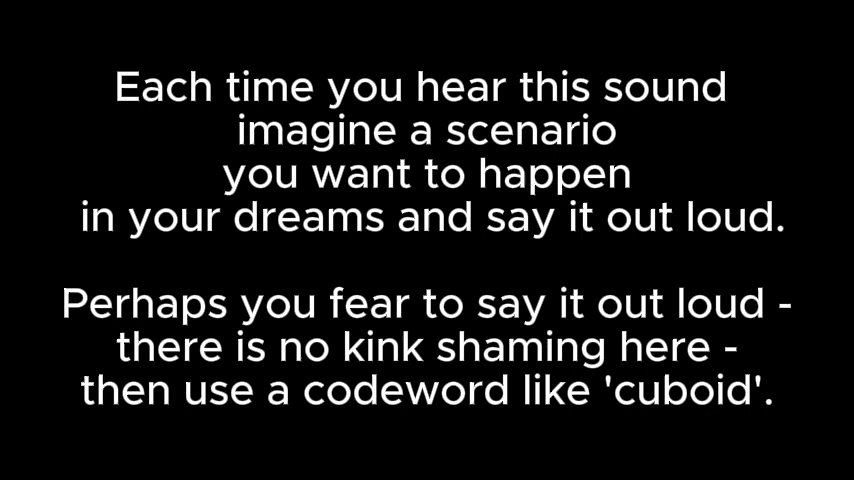 Each time you hear this sound
imagine a scenario
you want to happen
in your dreams and say it out loud.
Perhaps you fear to say it out loud -
there is no kink shaming here -
then use a codeword like 'cuboid'.